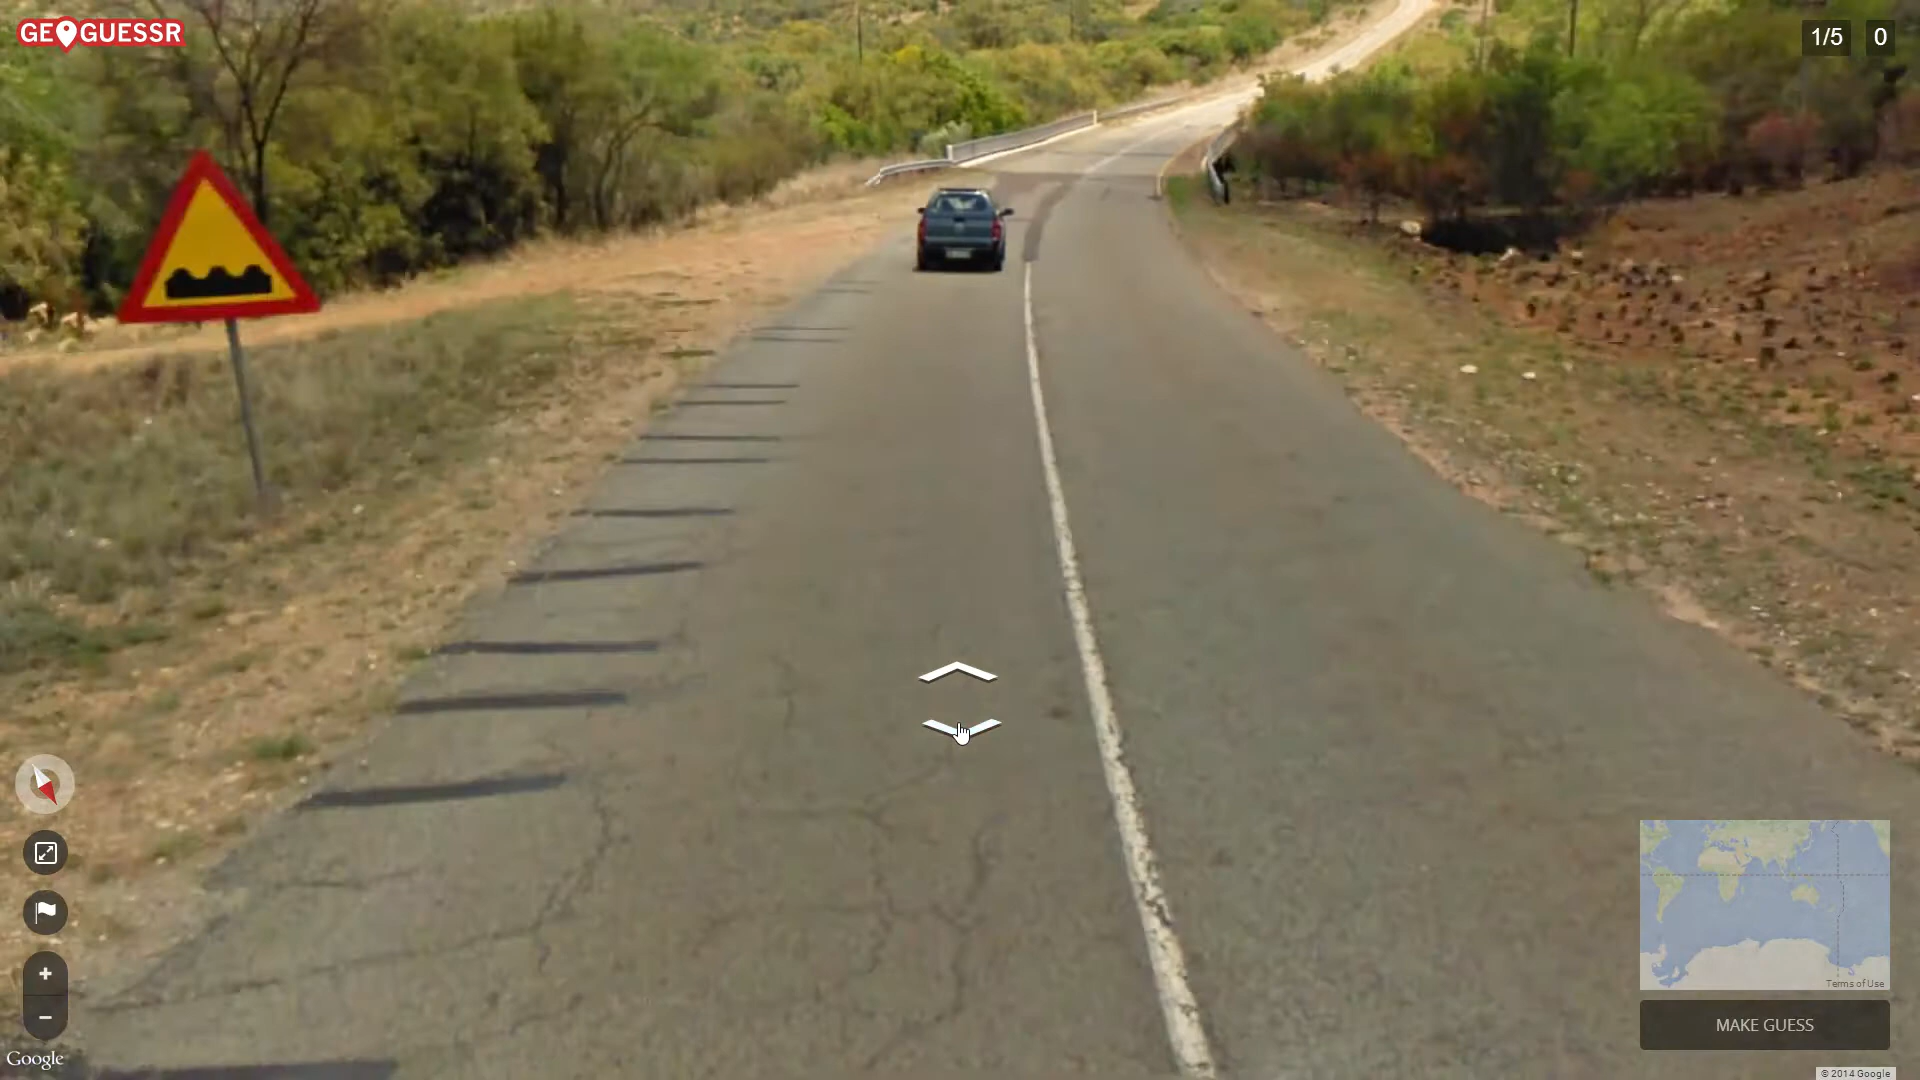 GEOGUESSR
1/5 0
+
−
Google
Terms of Use
MAKE GUESS
© 2014 Google